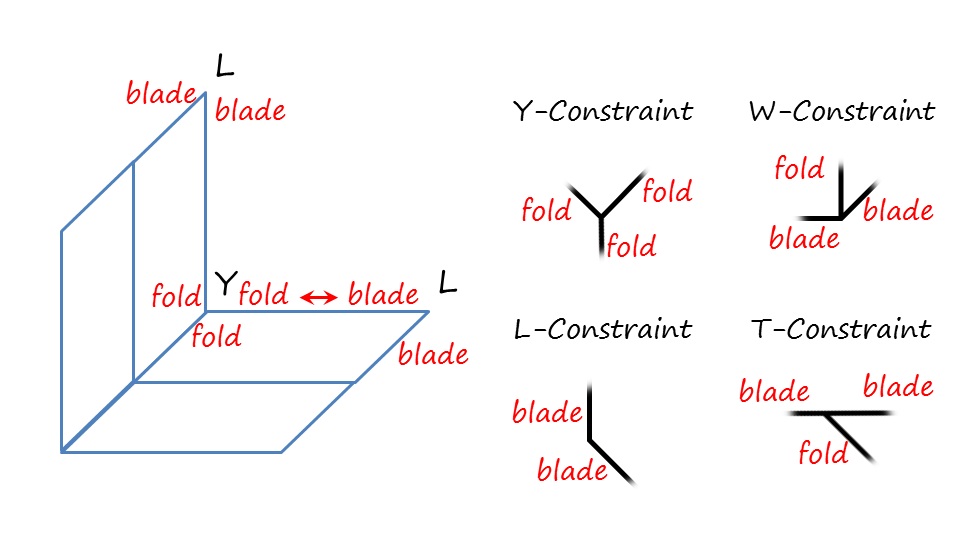 L
blade
blade
Y
L
fold
fold
blade
fold
blade
Y-Constraint
W-Constraint
fold
fold
fold
fold
blade
blade
L-Constraint
T-Constraint
blade
blade
blade
blade
fold